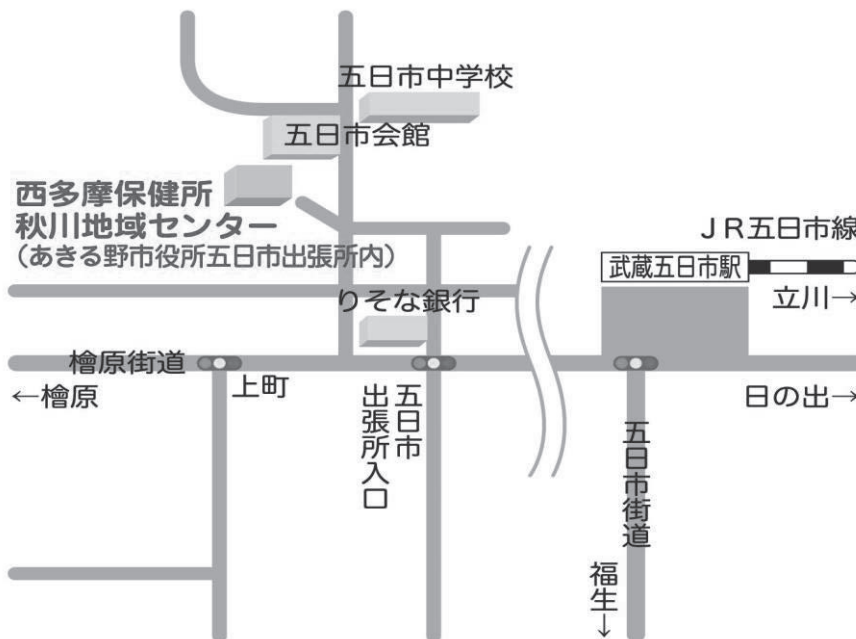 五日市中学校
五日市会館
西多摩保健所
秋川地域センター
（あきる野市役所五日市出張所内）
ＪＲ五日市線
武蔵五日市駅
立川→
りそな銀行
檜原街道
←檜原
上町
五日市
出張所入口
日の出→
五日市街道
福生→